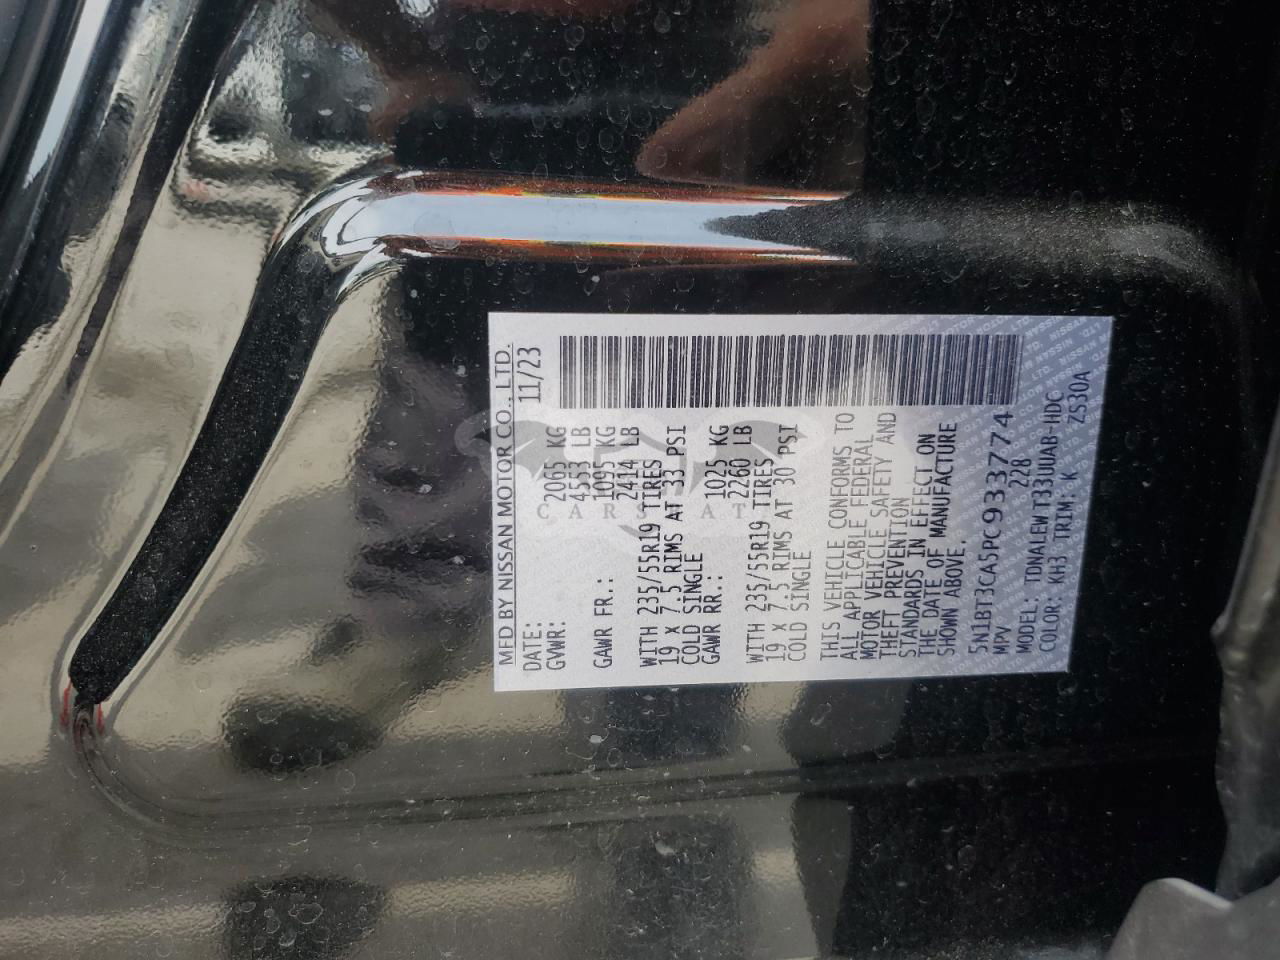 MFD BY NISSAN MOTOR CO., LTD.
DATE: 11/23
GVWR: 2065 KG
4553 LB
GAWR FR.: 1095 KG
2414 LB
WITH 235/55R19 TIRES
19 x 7.5 RIMS AT 33 PSI
COLD SINGLE
GAWR RR.: 1025 KG
2260 LB
WITH 235/55R19 TIRES
19 x 7.5 RIMS AT 30 PSI
COLD SINGLE
THIS VEHICLE CONFORMS TO
ALL APPLICABLE FEDERAL
MOTOR VEHICLE SAFETY AND
THEFT PREVENTION
STANDARDS IN EFFECT ON
THE DATE OF MANUFACTURE
SHOWN ABOVE.
5N1BT3CA5PC933774
MPV 228
MODEL: TDNALEWT33UUAB-HDC
COLOR: KH3 TRIM: K ZS30A